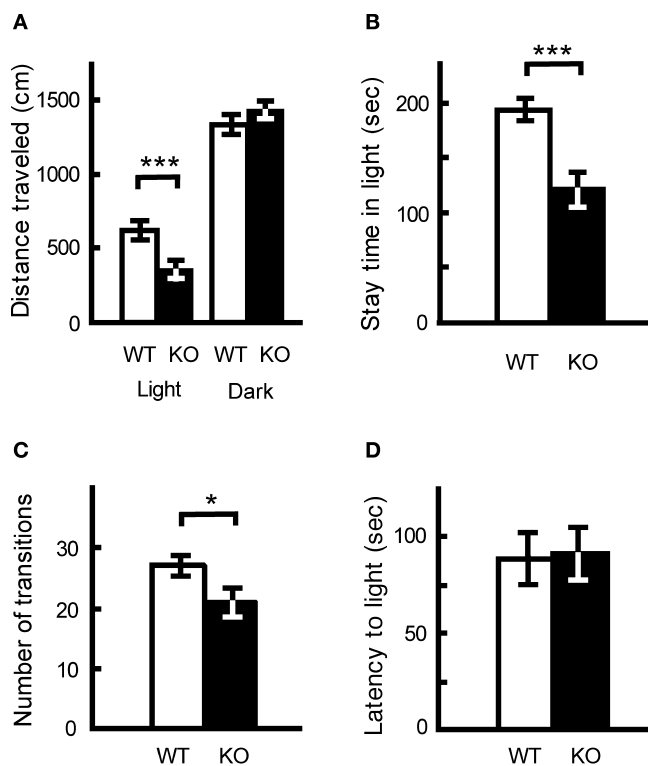 A
Distance traveled (cm)
1500
1000
500
0
***
WT KO WT KO
Light Dark
B
Stay time in light (sec)
200
100
0
***
WT KO
C
Number of transitions
30
20
10
0
*
WT KO
D
Latency to light (sec)
100
50
0
WT KO